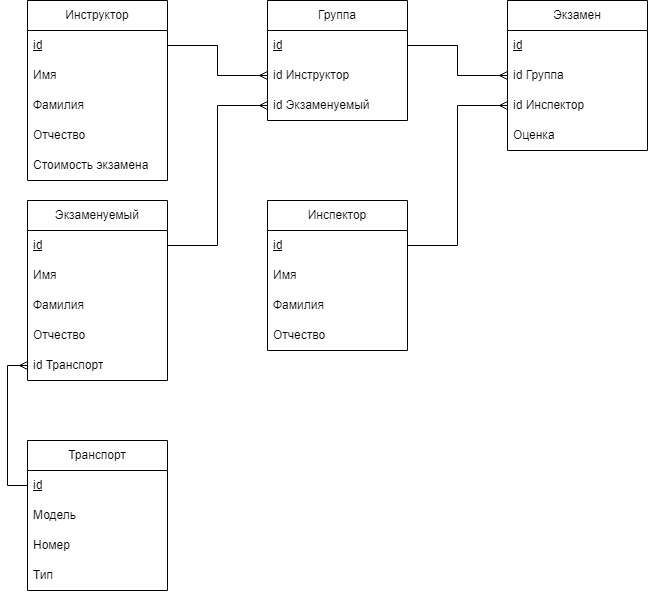 Инструктор
id
Имя
Фамилия
Отчество
Стоимость экзамена
Группа
id
id Инструктор
id Экзаменуемый
Экзамен
id
id Группа
id Инспектор
Оценка
Экзаменуемый
id
Имя
Фамилия
Отчество
id Транспорт
Инспектор
id
Имя
Фамилия
Отчество
Транспорт
id
Модель
Номер
Тип